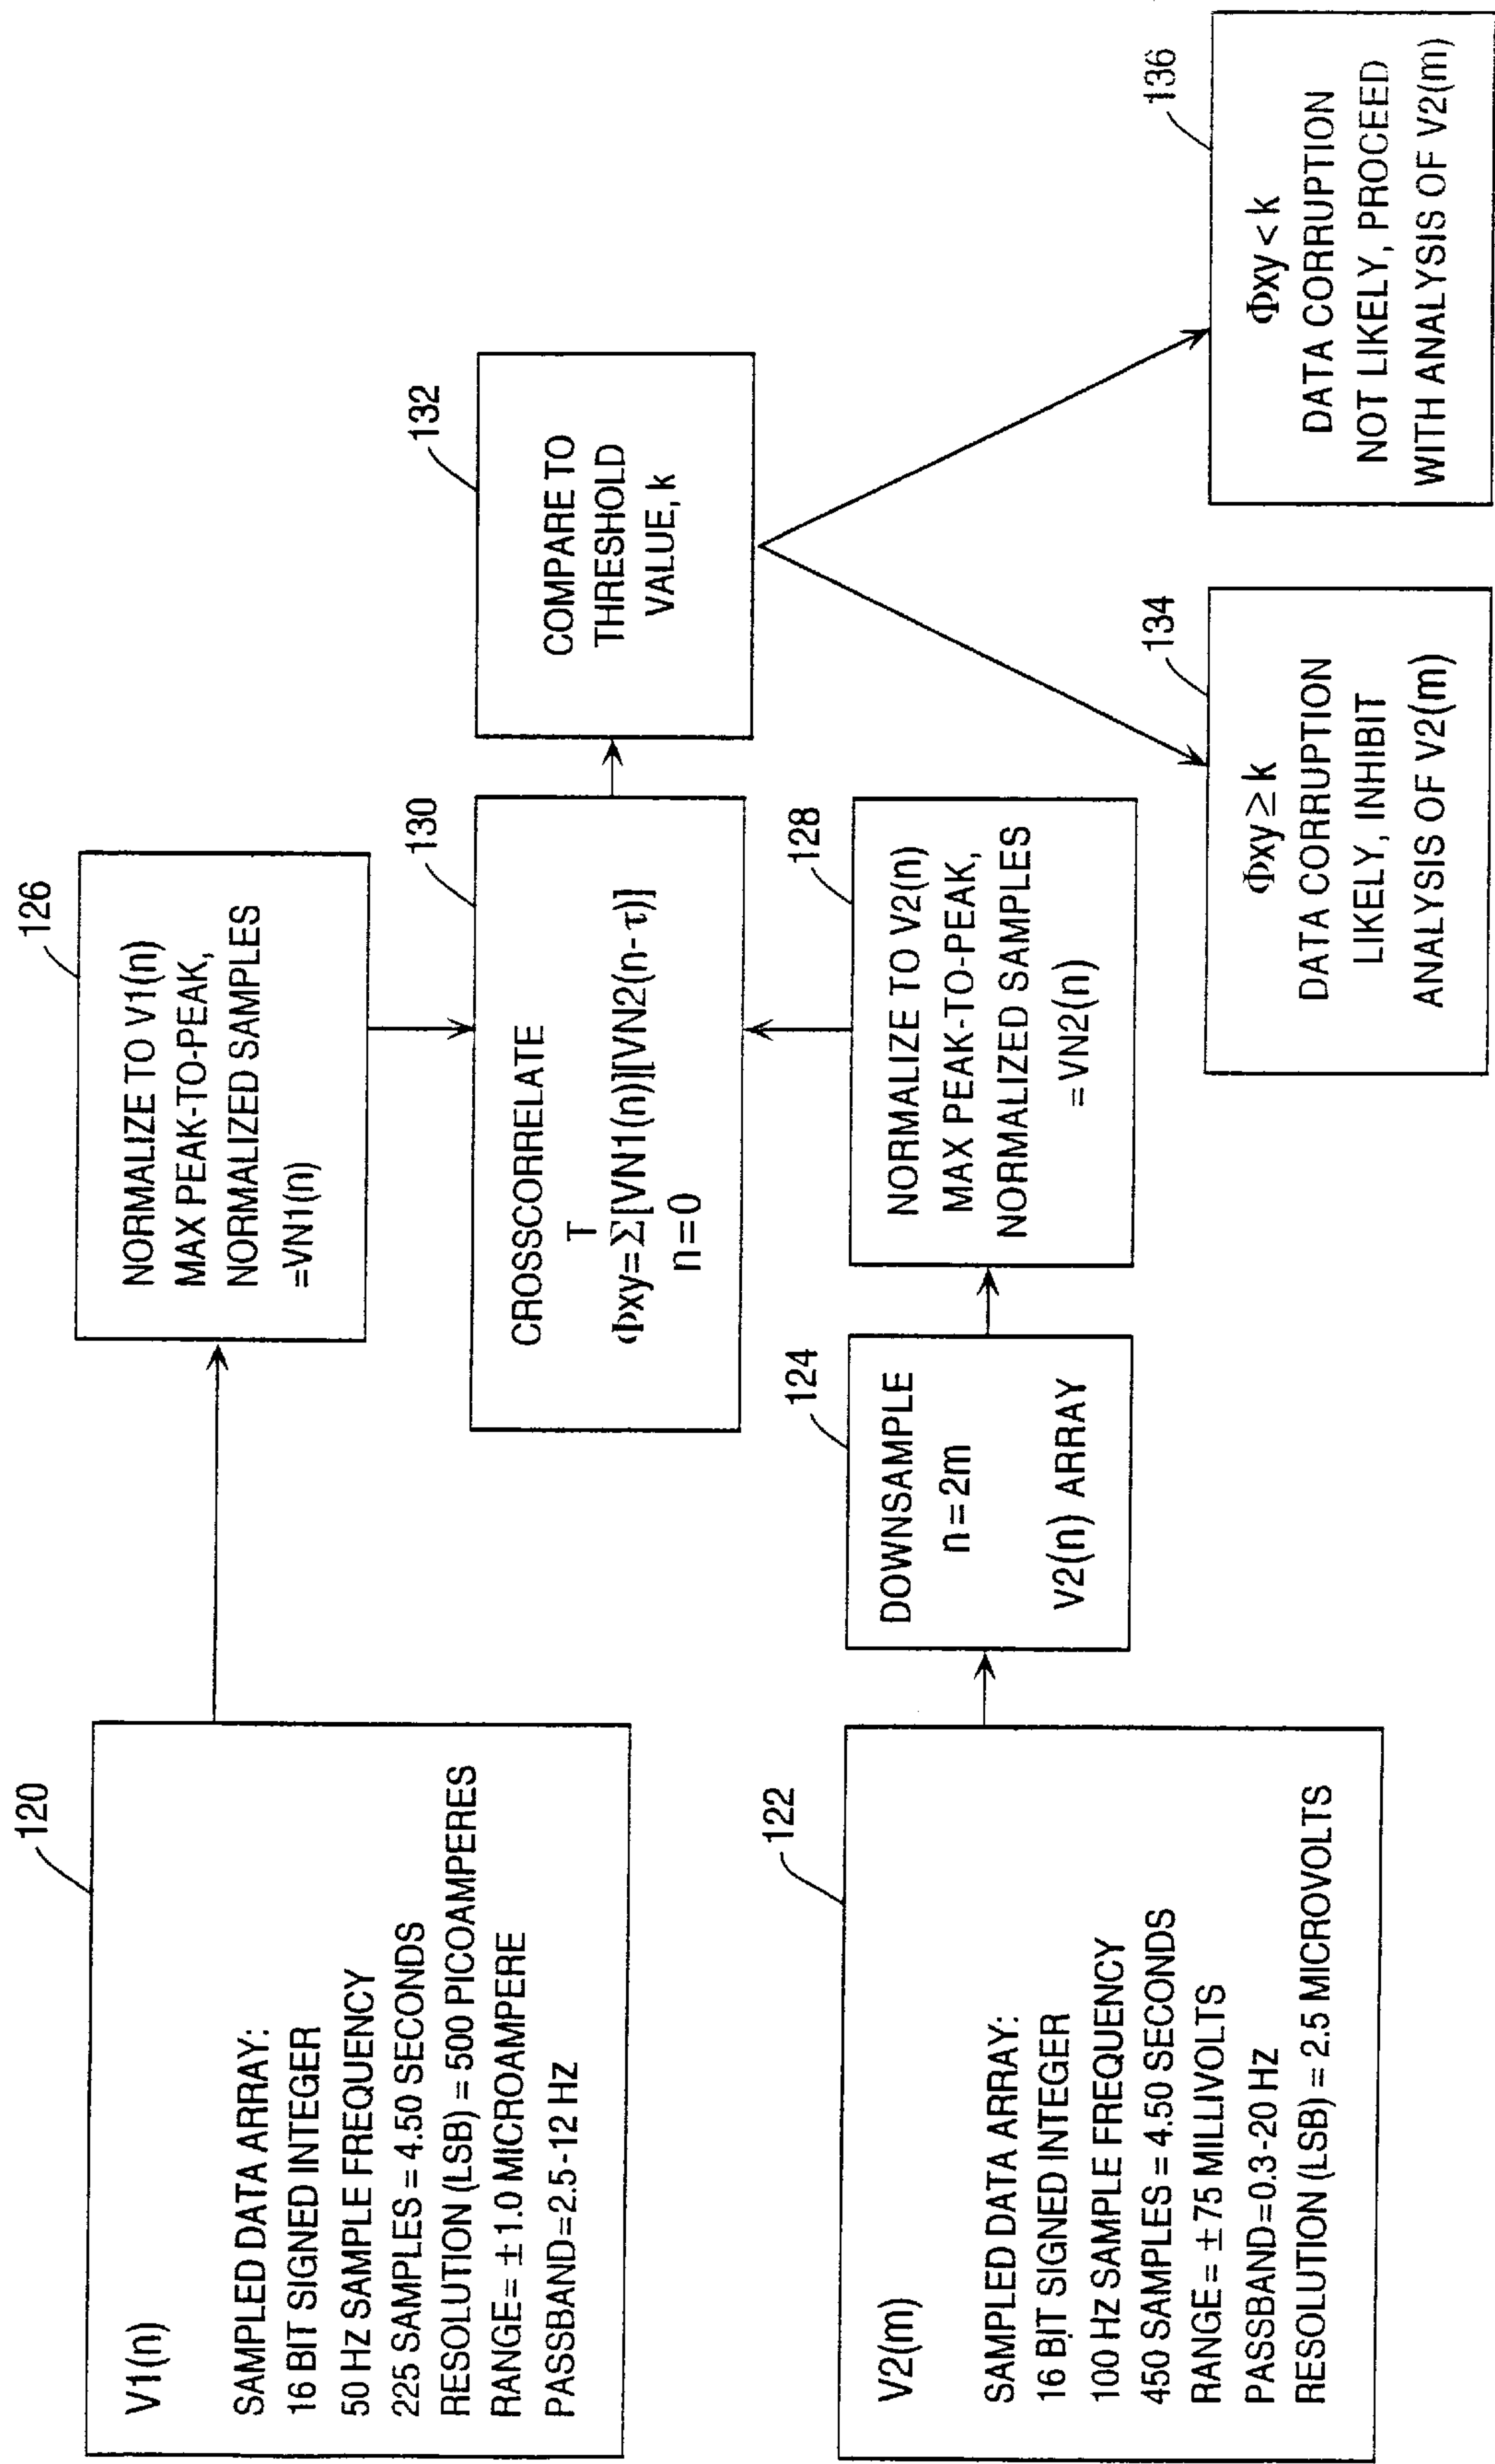 120
V1(n)
SAMPLED DATA ARRAY:
16 BIT SIGNED INTEGER
50 Hz SAMPLE FREQUENCY
225 SAMPLES = 4.50 SECONDS
RESOLUTION (LSB) = 500 PICOAMPERES
RANGE= ± 1.0 MICROAMPERE
PASSBAND=2.5-12 Hz
126
NORMALIZE TO V1(n)
MAX PEAK-TO-PEAK,
NORMALIZED SAMPLES
=VN1(n)
122
V2(m)
SAMPLED DATA ARRAY:
16 BIT SIGNED INTEGER
100 Hz SAMPLE FREQUENCY
450 SAMPLES = 4.50 SECONDS
RANGE = ± 75 MILLIVOLTS
PASSBAND=0.3-20 Hz
RESOLUTION (LSB) = 2.5 MICROVOLTS
124
DOWNSAMPLE
n=2m
V2(n) ARRAY
128
NORMALIZE TO V2(n)
MAX PEAK-TO-PEAK,
NORMALIZED SAMPLES
=VN2(n)
130
CROSSCORRELATE
T
Φxy=Σ[VN1(n)][VN2(n-τ)]
n=0
132
COMPARE TO
THRESHOLD
VALUE, k
134
Φxy≥k
DATA CORRUPTION
LIKELY, INHIBIT
ANALYSIS OF V2(m)
136
Φxy<k
DATA CORRUPTION
NOT LIKELY, PROCEED
WITH ANALYSIS OF V2(m)